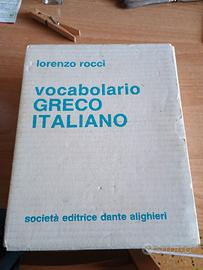 lorenzo rocci
vocabolario
GRECO
ITALIANO
società editrice dante alighieri